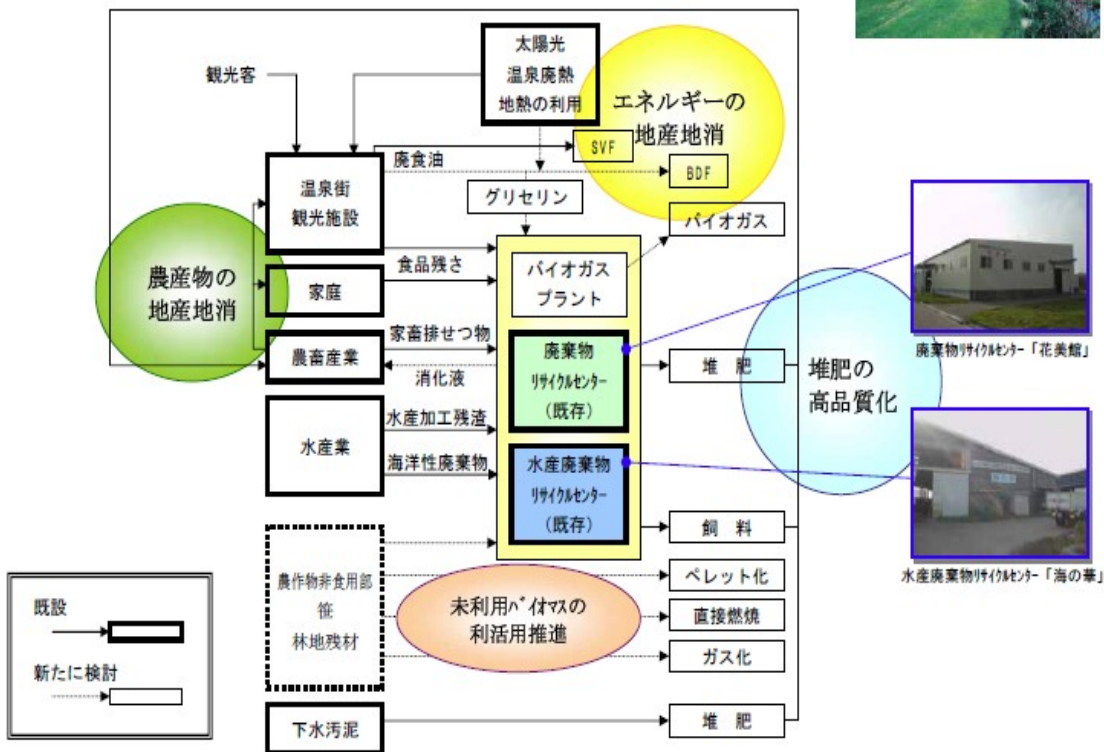 太陽光
温泉廃熱
地熱の利用
観光客
エネルギーの
地産地消
SVF
廃食油
BDF
グリセリン
温泉街
観光施設
バイオガス
農産物の
地産地消
食品残さ
バイオガス
プラント
家庭
家畜排せつ物
農畜産業
消化液
廃棄物
リサイクルセンター
(既存)
堆肥
堆肥の
高品質化
廃棄物リサイクルセンター「花美館」
水産業
水産加工残渣
海洋性廃棄物
水産廃棄物
リサイクルセンター
(既存)
飼料
水産廃棄物リサイクルセンター「海の華」
農作物非食用部
笹
林地残材
未利用バイオマスの
利活用推進
ペレット化
直接燃焼
ガス化
下水汚泥
堆肥
既設
新たに検討